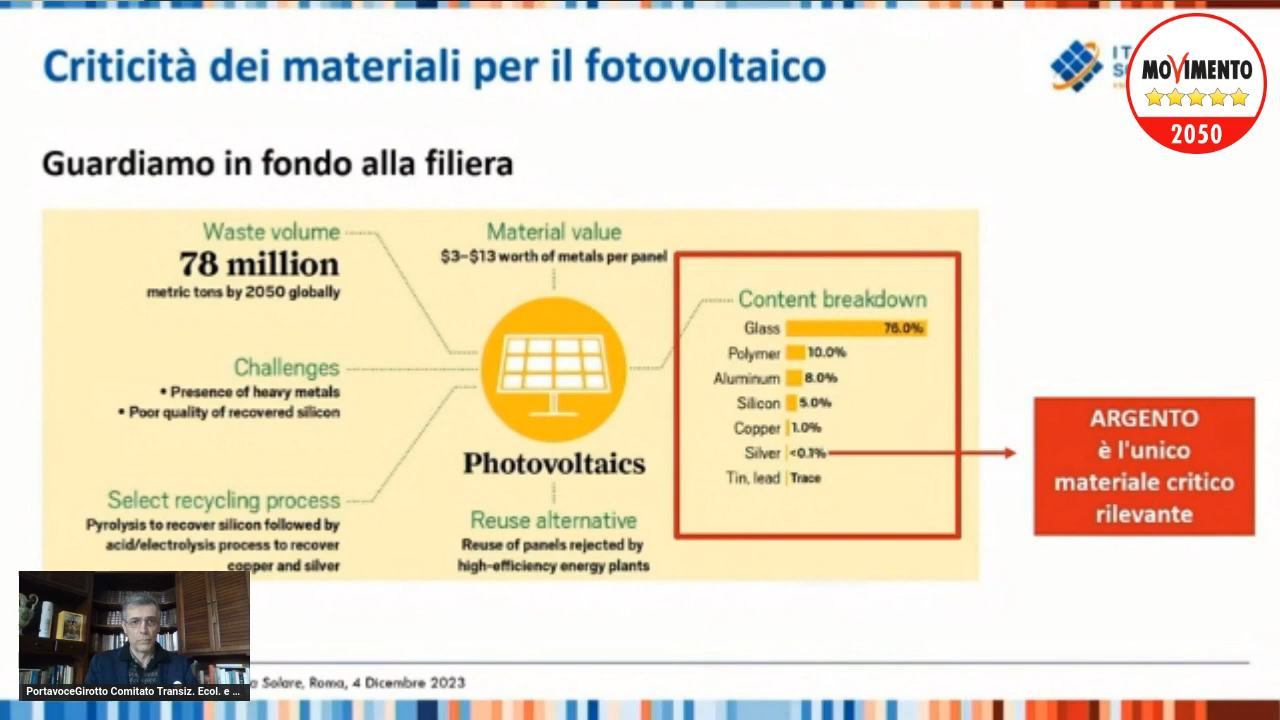 Criticità dei materiali per il fotovoltaico
MOVIMENTO
2050
Guardiamo in fondo alla filiera
Waste volume
78 million
metric tons by 2050 globally
Challenges
• Presence of heavy metals
• Poor quality of recovered silicon
Select recycling process
Pyrolysis to recover silicon followed by
acid/electrolysis process to recover
copper and silver
Material value
$3–$13 worth of metals per panel
Photovoltaics
Reuse alternative
Reuse of panels rejected by
high-efficiency energy plants
Content breakdown
Glass 76.0%
Polymer 10.0%
Aluminum 8.0%
Silicon 5.0%
Copper 1.0%
Silver <0.1%
Tin, lead Trace
ARGENTO
è l'unico
materiale critico
rilevante
PortavoceGirotto Comitato Transiz. Ecol. e ...
Solare, Roma, 4 Dicembre 2023